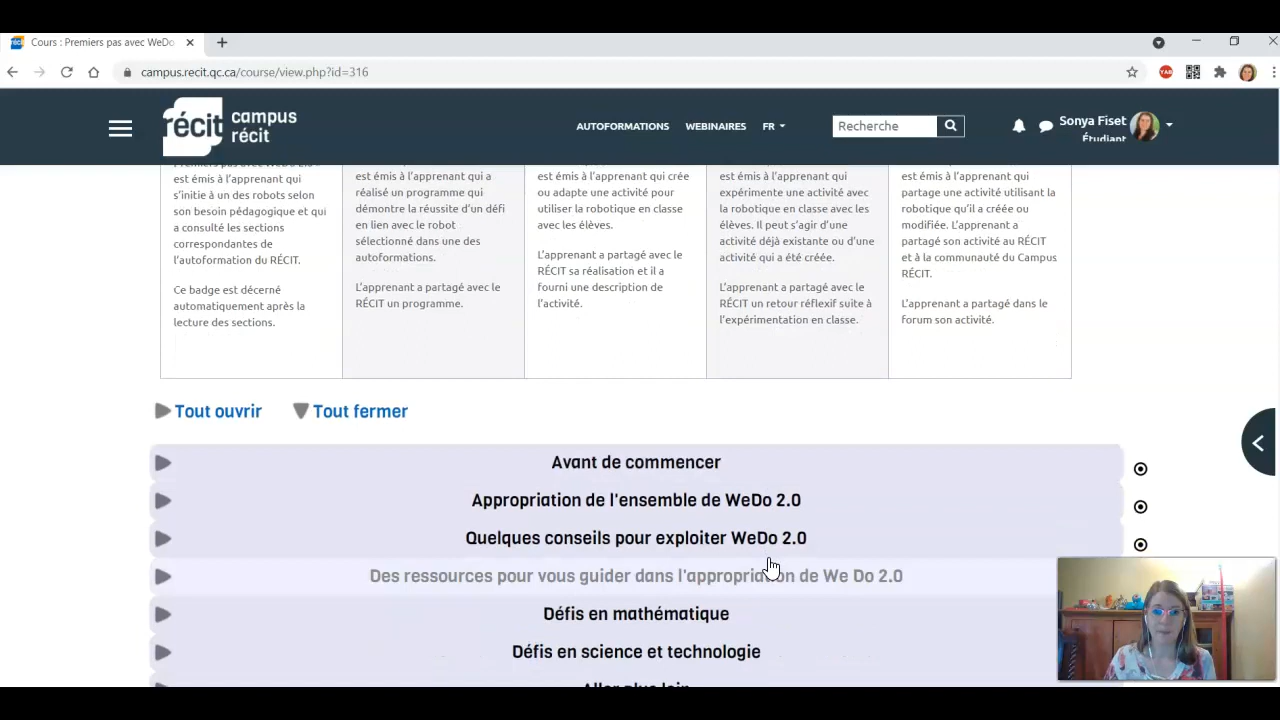 Cours : Premiers pas avec WeDo
campus.recit.qc.ca/course/view.php?id=316
récit
campus
récit
AUTOFORMATIONS
WEBINAIRES
FR
Recherche
Sonya Fiset
Étudiant
est émis à l'apprenant qui
s'initie à un des robots selon
son besoin pédagogique et qui
a consulté les sections
correspondantes de
l'autoformation du RÉCIT.
Ce badge est décerné
automatiquement après la
lecture des sections.
est émis à l'apprenant qui a
réalisé un programme qui
démontre la réussite d'un défi
en lien avec le robot
sélectionné dans une des
autoformations.
L'apprenant a partagé avec le
RÉCIT un programme.
est émis à l'apprenant qui crée
ou adapte une activité pour
utiliser la robotique en classe
avec les élèves.
L'apprenant a partagé avec le
RÉCIT sa réalisation et il a
fourni une description de
l'activité.
est émis à l'apprenant qui
expérimente une activité avec
la robotique en classe avec les
élèves. Il peut s'agir d'une
activité déjà existante ou d'une
activité qui a été créée.
L'apprenant a partagé avec le
RÉCIT un retour réflexif suite à
l'expérimentation en classe.
est émis à l'apprenant qui
partage une activité utilisant la
robotique qu'il a créée ou
modifiée. L'apprenant a
partagé son activité au RÉCIT
et à la communauté du Campus
RÉCIT.
L'apprenant a partagé dans le
forum son activité.
Tout ouvrir
Tout fermer
Avant de commencer
Appropriation de l'ensemble de WeDo 2.0
Quelques conseils pour exploiter WeDo 2.0
Des ressources pour vous guider dans l'appropriation de We Do 2.0
Défis en mathématique
Défis en science et technologie
Aller plus loin